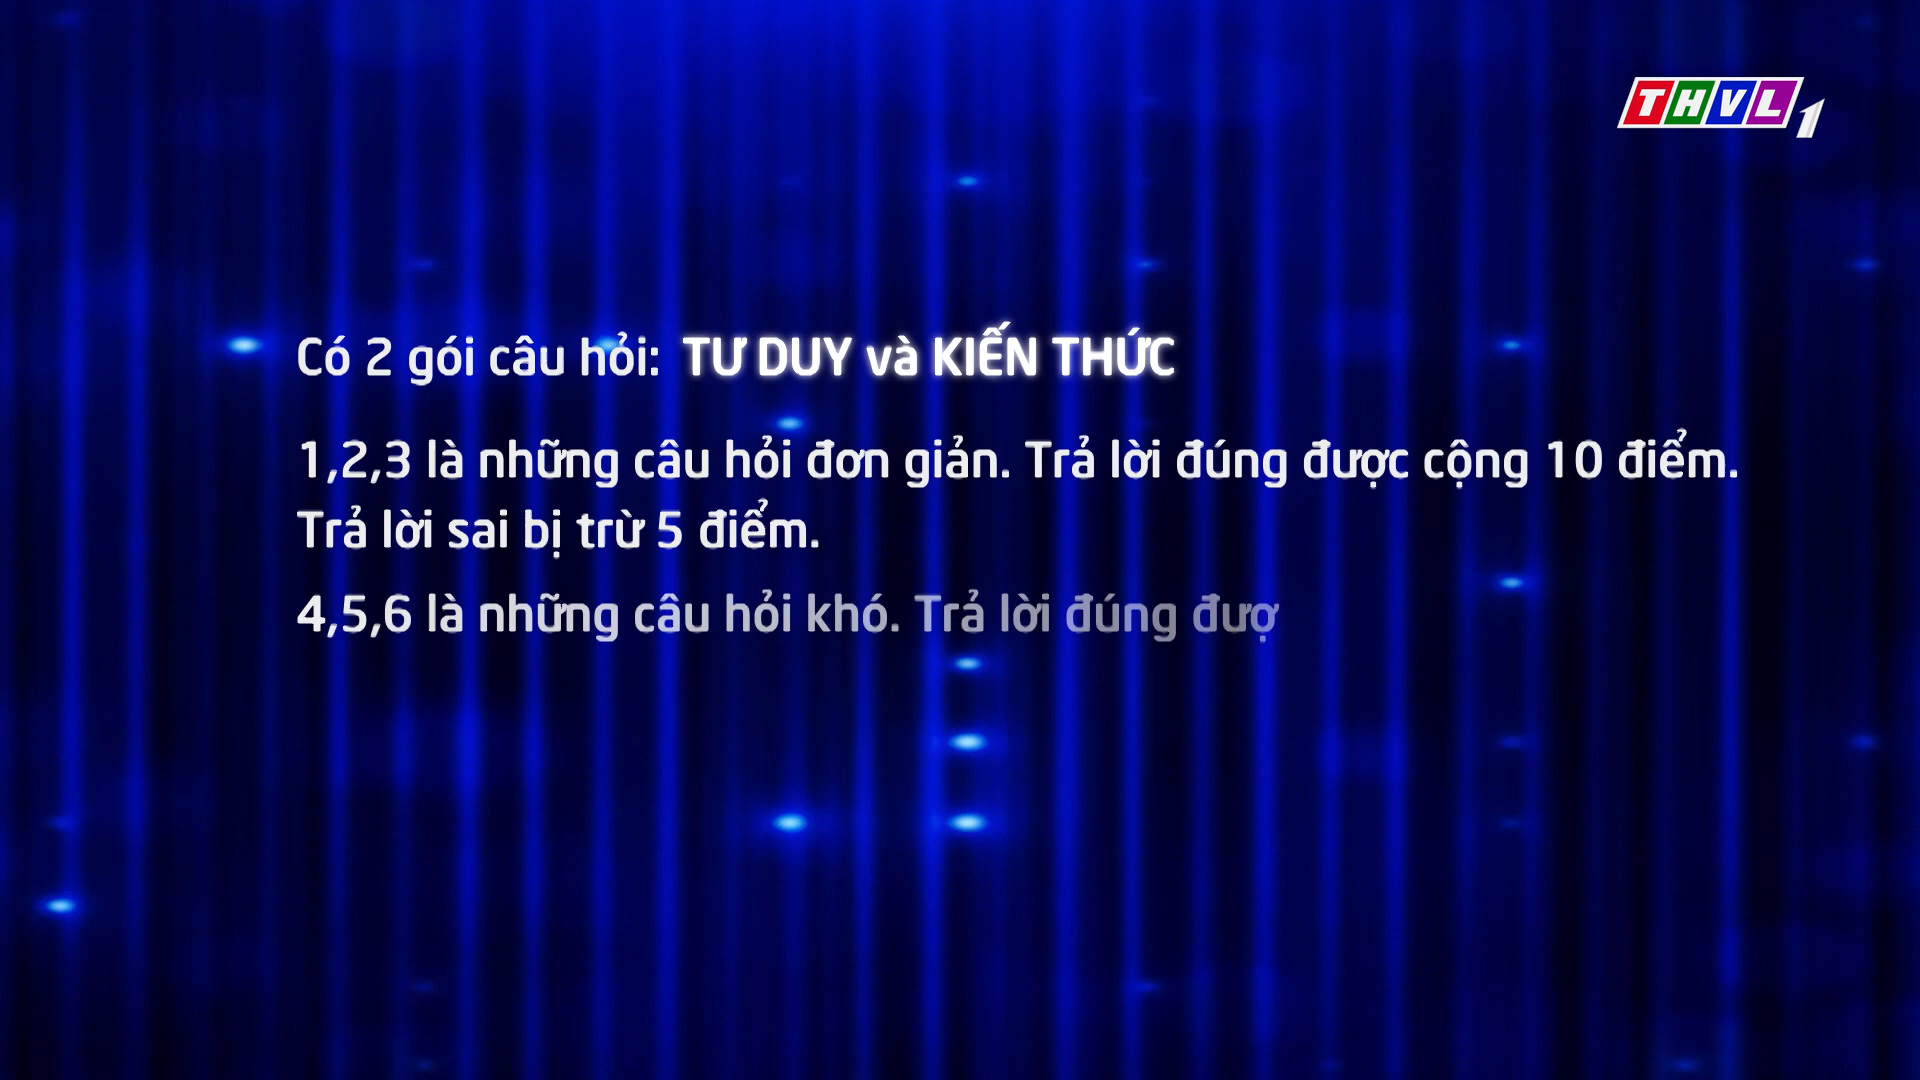 THVL1
Có 2 gói câu hỏi: TƯ DUY và KIẾN THỨC
1,2,3 là những câu hỏi đơn giản. Trả lời đúng được cộng 10 điểm.
Trả lời sai bị trừ 5 điểm.
4,5,6 là những câu hỏi khó. Trả lời đúng đượ